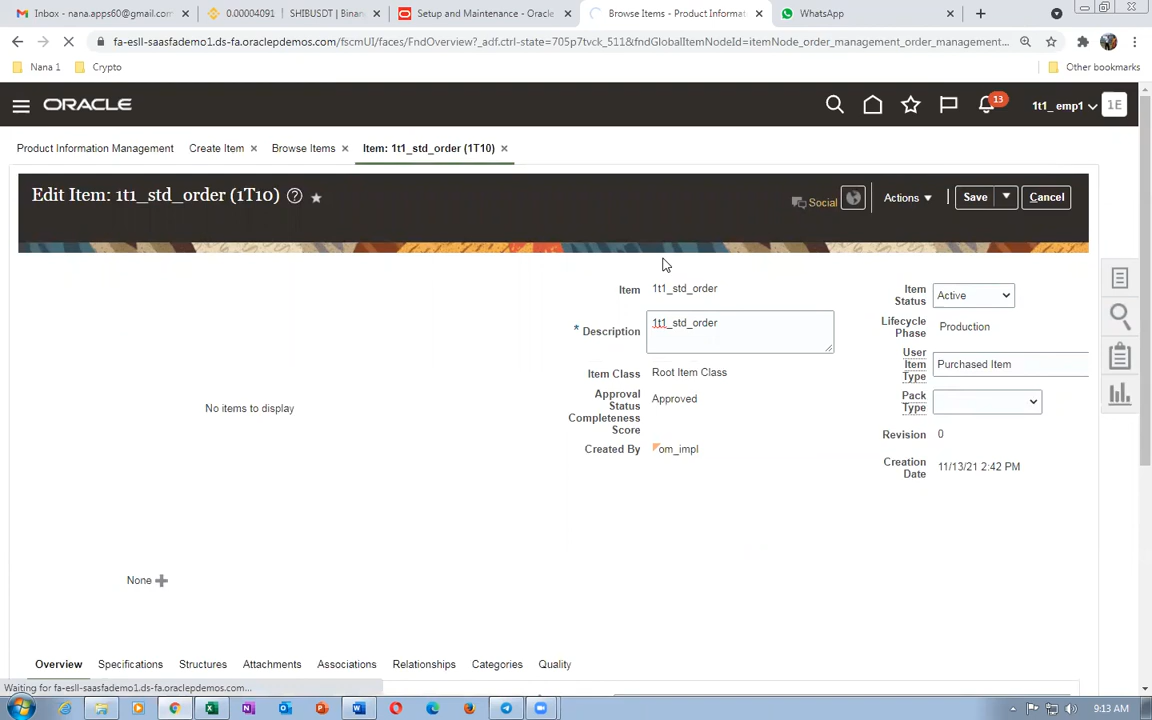 Inbox - nana.apps60@gmail.com
0.00004091 | SHIBUSDT | Binan
Setup and Maintenance - Oracle
Browse Items - Product Informat
WhatsApp
fa-esll-saasfademo1.ds-fa.oraclepdemos.com/fscmUI/faces/FndOverview?_adf.ctrl-state=705p7tvck_511&fndGlobalItemNodeId=itemNode_order_management_order_management...
Nana 1
Crypto
Other bookmarks
ORACLE
13
1t1_ emp1
1E
Product Information Management
Create Item
Browse Items
Item: 1t1_std_order (1T10)
Edit Item: 1t1_std_order (1T10)
Social
Actions
Save
Cancel
Item 1t1_std_order
* Description 1t1_std_order
Item Class Root Item Class
Approval Status Approved
Completeness Score
Created By om_impl
Item Status Active
Lifecycle Phase Production
User Item Type Purchased Item
Pack Type
Revision 0
Creation Date 11/13/21 2:42 PM
No items to display
None
Overview
Specifications
Structures
Attachments
Associations
Relationships
Categories
Quality
Waiting for fa-esll-saasfademo1.ds-fa.oraclepdemos.com...
9:13 AM